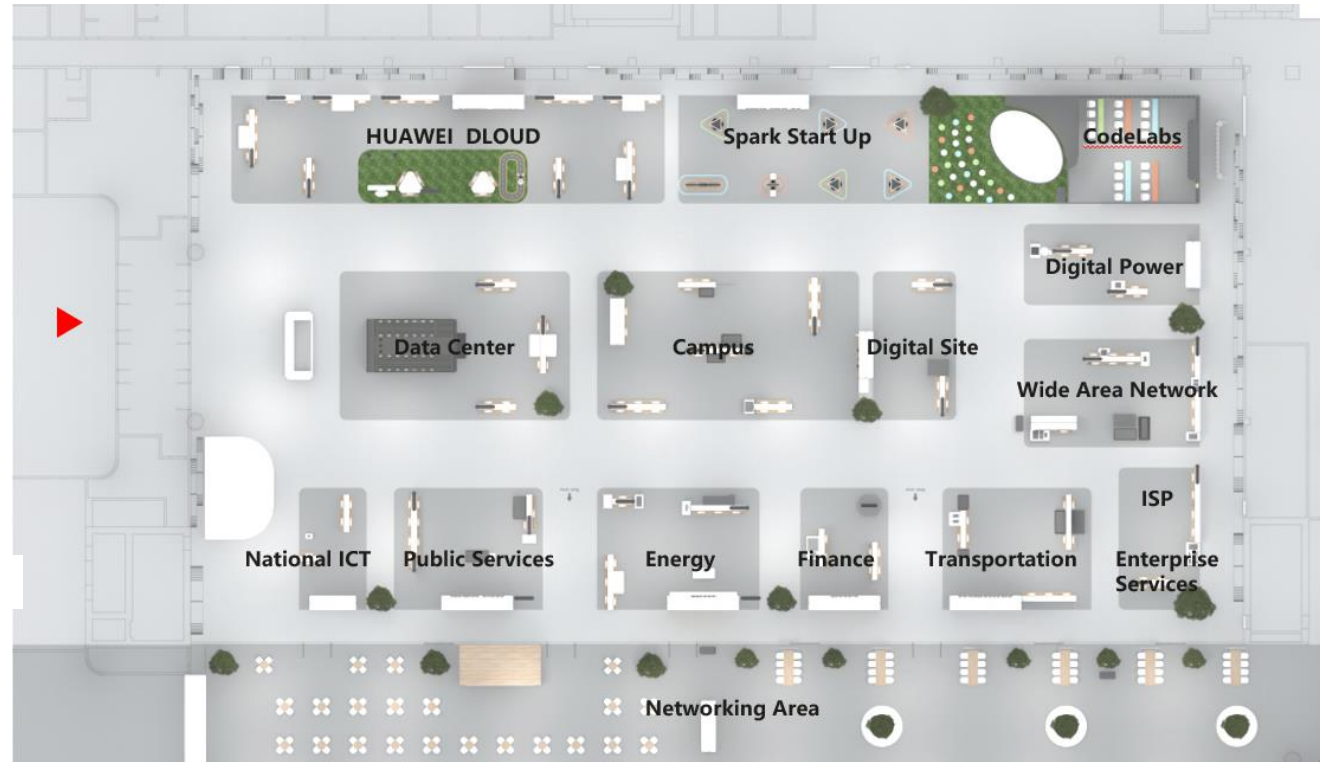 HUAWEI DLOUD
Spark Start Up
CodeLabs
Digital Power
Data Center
Campus
Digital Site
Wide Area Network
ISP
National ICT
Public Services
Energy
Finance
Transportation
Enterprise
Services
Networking Area